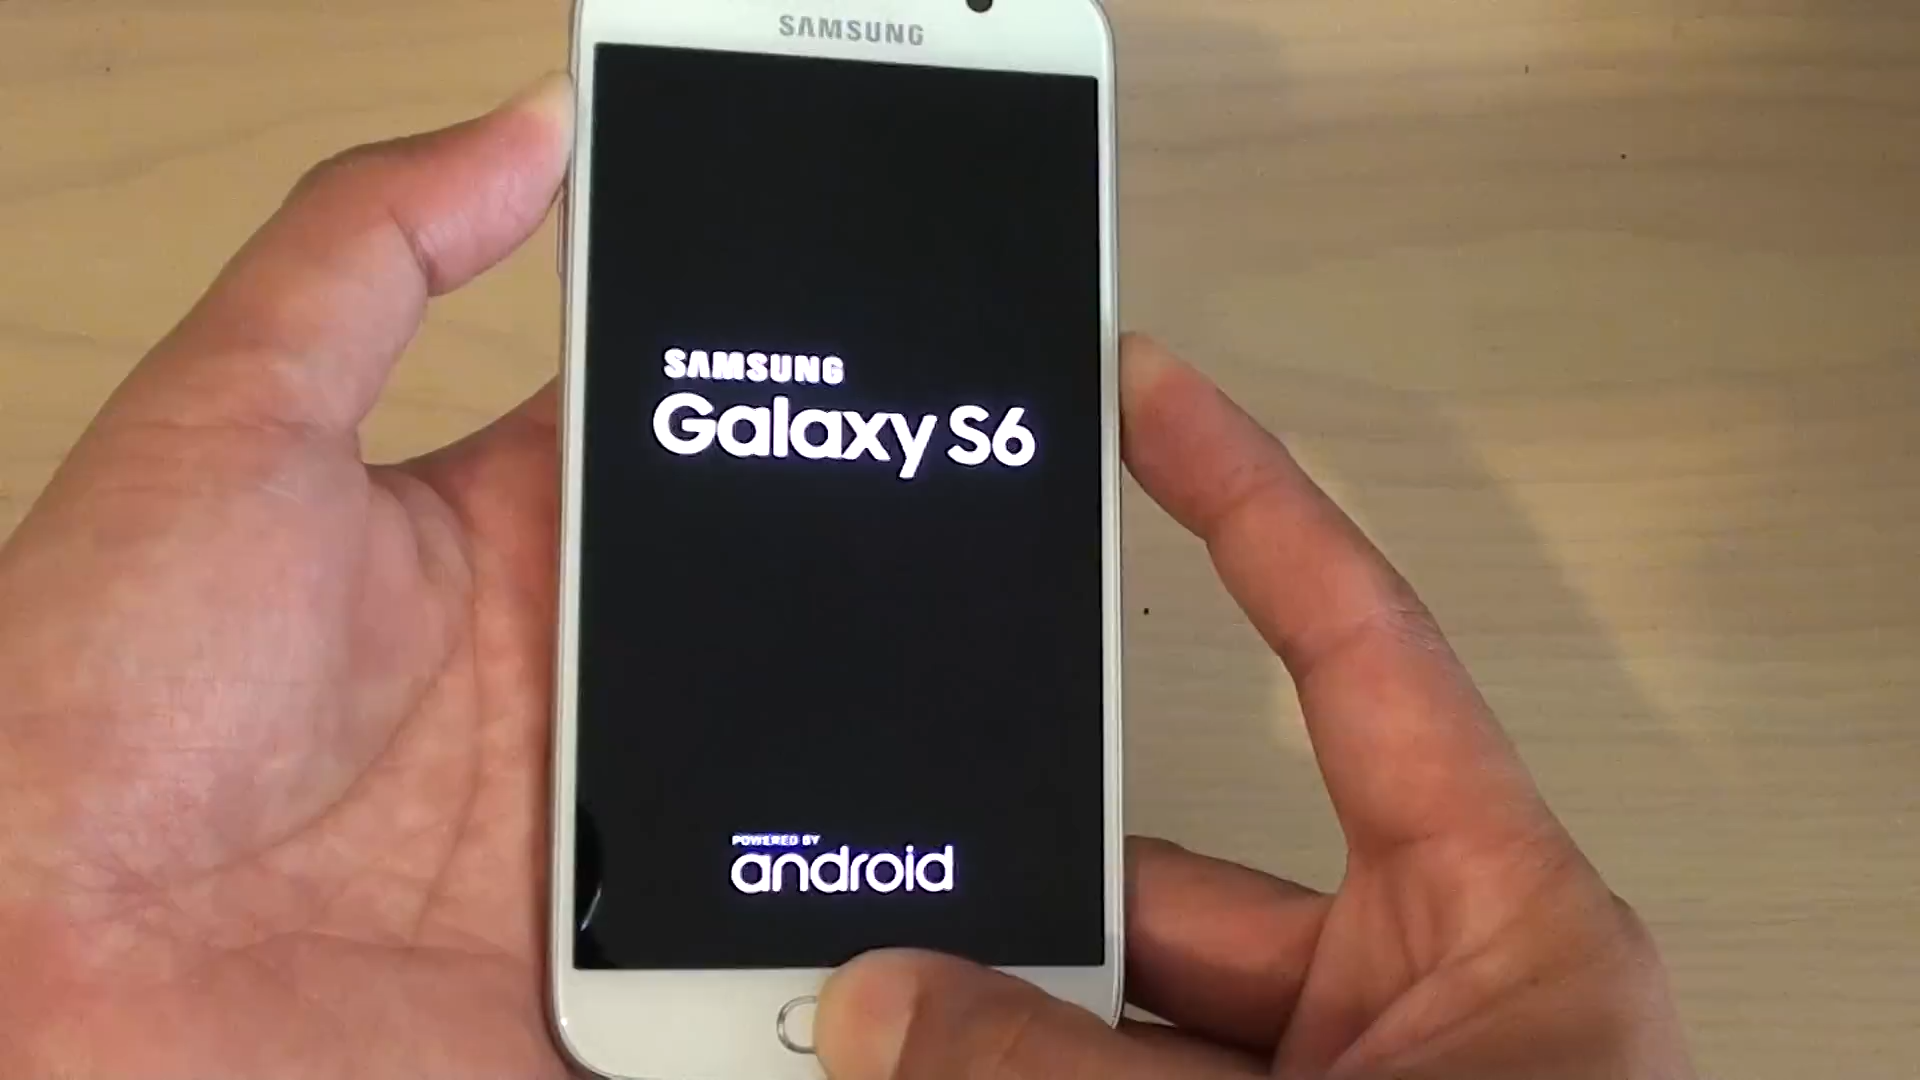 SAMSUNG
SAMSUNG
Galaxy S6
POWERED BY
android